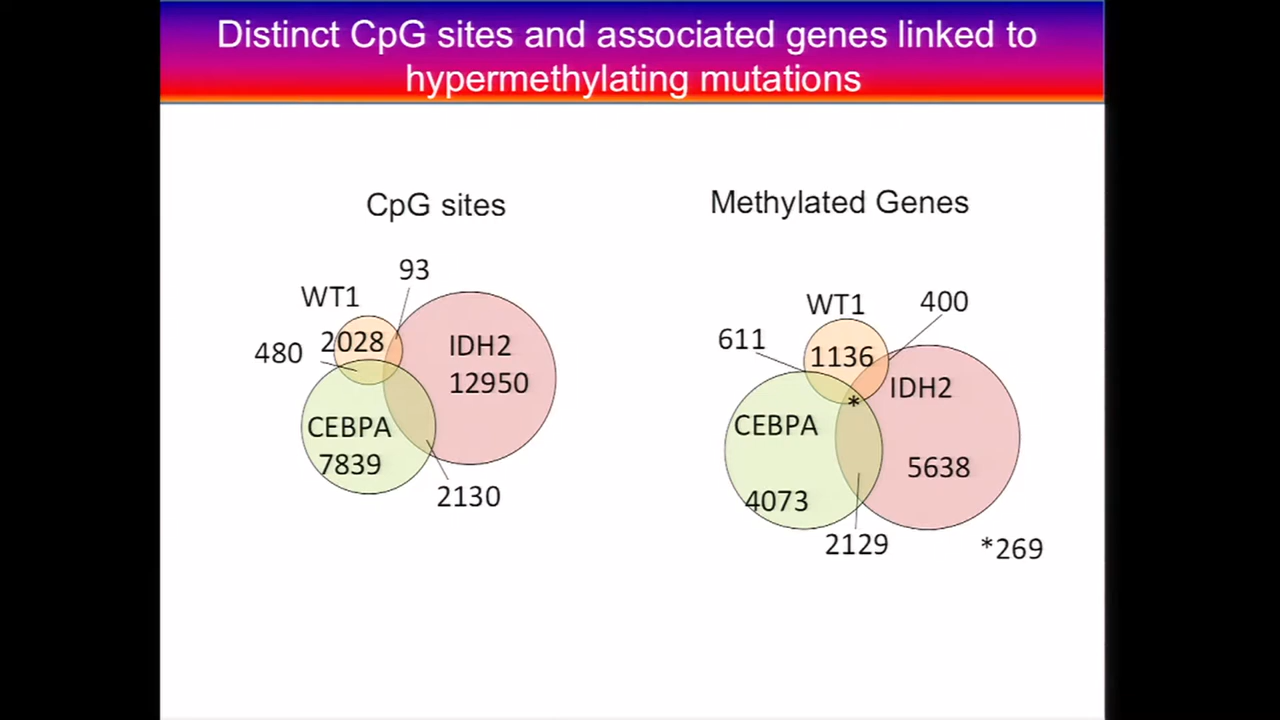 Distinct CpG sites and associated genes linked to
hypermethylating mutations
CpG sites
93
WT1
480
2028
IDH2
12950
CEBPA
7839
2130
Methylated Genes
WT1
400
611
1136
IDH2
*
CEBPA
5638
4073
2129
*269